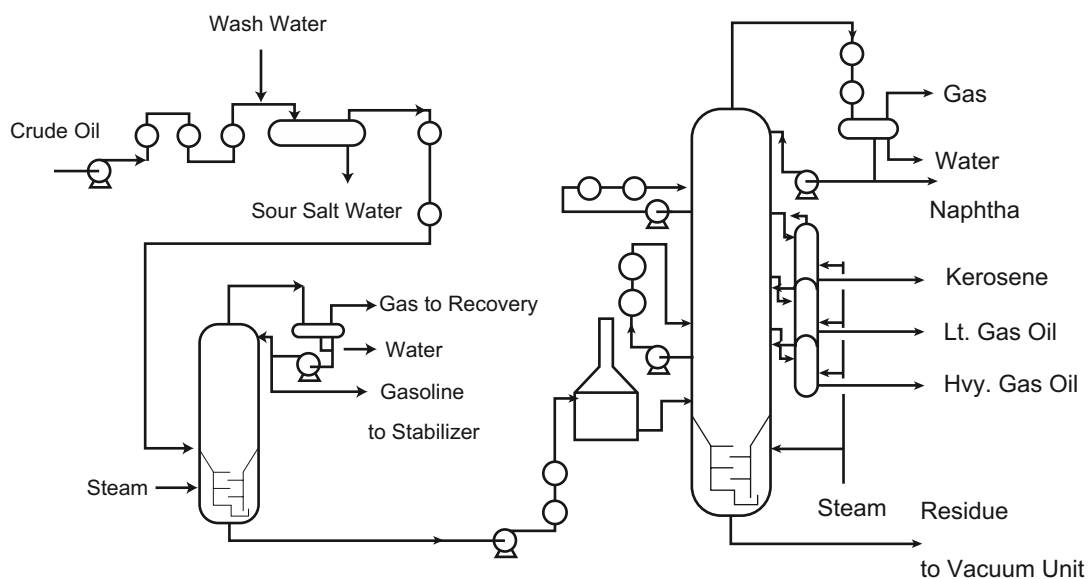 Wash Water
Crude Oil
Sour Salt Water
Gas to Recovery
Water
Gasoline
to Stabilizer
Steam
Gas
Water
Naphtha
Kerosene
Lt. Gas Oil
Hvy. Gas Oil
Steam
Residue
to Vacuum Unit